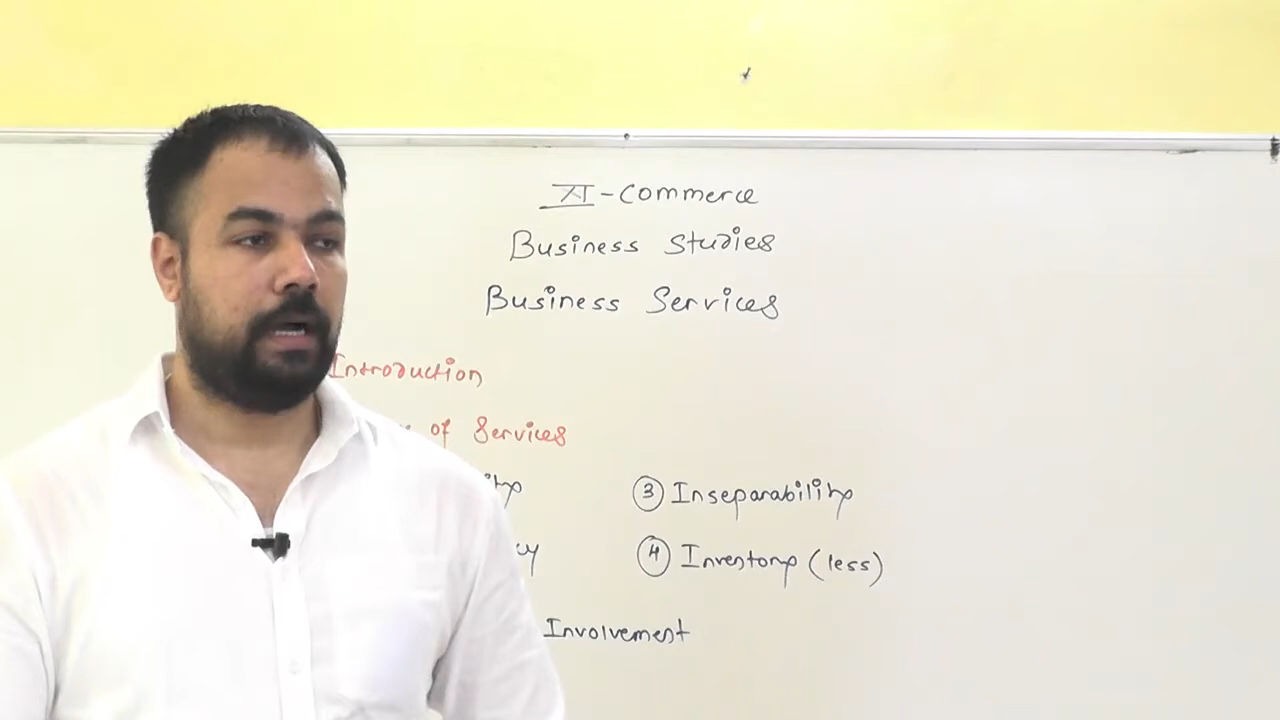 XI-Commerce
Business Studies
Business Services
Introduction
of Services
③ Inseparability
④ Inventory (less)
Involvement